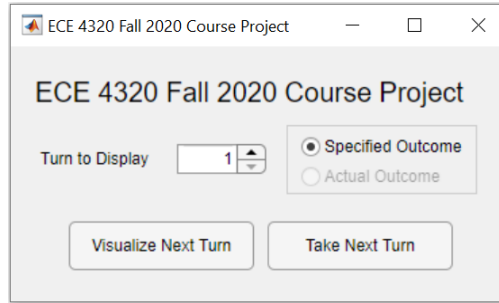 ECE 4320 Fall 2020 Course Project
ECE 4320 Fall 2020 Course Project
Turn to Display 1
Specified Outcome
Actual Outcome
Visualize Next Turn Take Next Turn